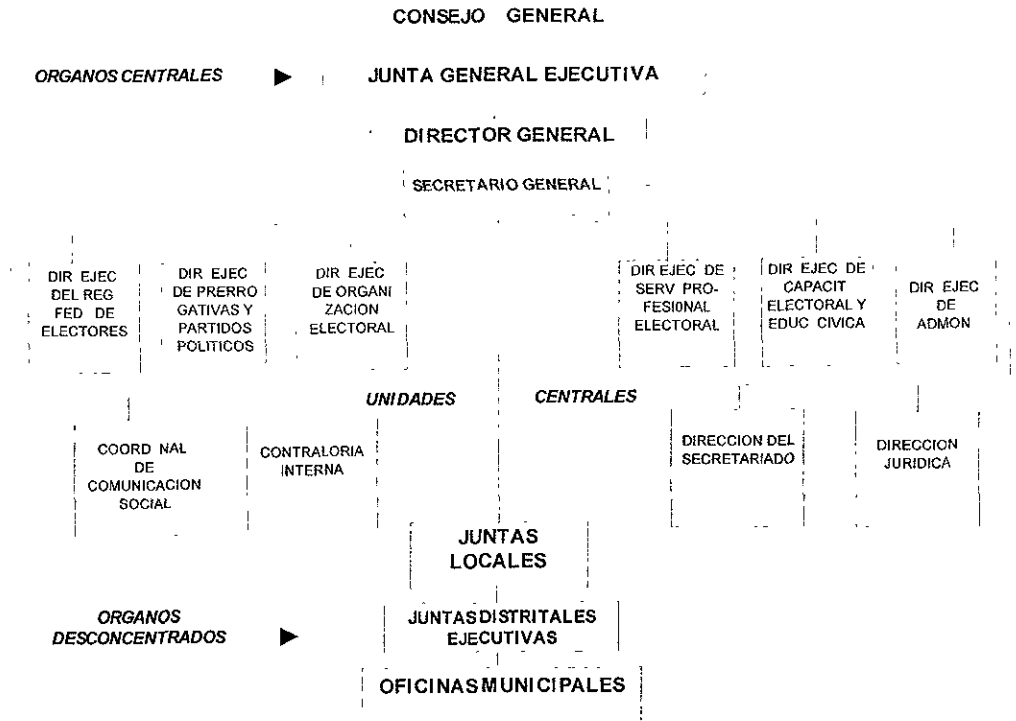 CONSEJO GENERAL
ORGANOS CENTRALES
JUNTA GENERAL EJECUTIVA
DIRECTOR GENERAL
SECRETARIO GENERAL
DIR EJEC
DEL REG
FED DE
ELECTORES
DIR EJEC
DE PRERRO
GATIVAS Y
PARTIDOS
POLITICOS
DIR EJEC
DE ORGANI
ZACION
ELECTORAL
DIR EJEC DE
SERV PRO-
FESIONAL
ELECTORAL
DIR EJEC DE
CAPACIT
ELECTORAL Y
EDUC CIVICA
DIR EJEC
DE
ADMON
UNIDADES CENTRALES
COORD NAL
DE
COMUNICACION
SOCIAL
CONTRALORIA
INTERNA
DIRECCION DEL
SECRETARIADO
DIRECCION
JURIDICA
JUNTAS
LOCALES
ORGANOS
DESCONCENTRADOS
JUNTAS DISTRITALES
EJECUTIVAS
OFICINAS MUNICIPALES